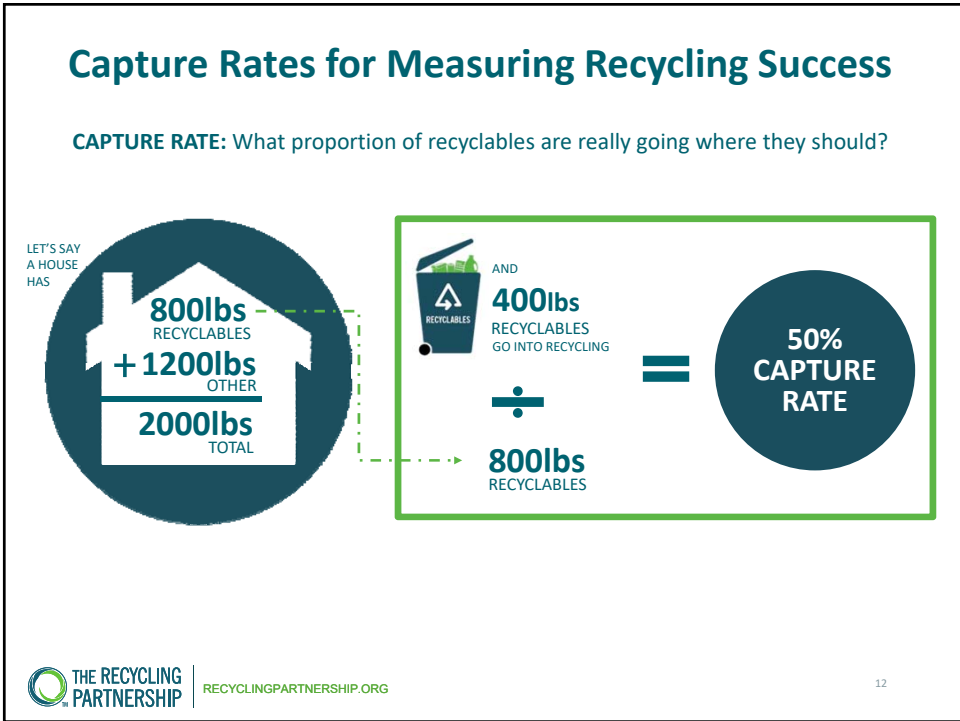 Capture Rates for Measuring Recycling Success
CAPTURE RATE: What proportion of recyclables are really going where they should?
LET'S SAY
A HOUSE
HAS
800lbs
RECYCLABLES
+1200lbs
OTHER
2000lbs
TOTAL
RECYCLABLES
AND
400lbs
RECYCLABLES
GO INTO RECYCLING
÷
800lbs
RECYCLABLES
=
50%
CAPTURE
RATE
THE RECYCLING
PARTNERSHIP
TM
RECYCLINGPARTNERSHIP.ORG
12